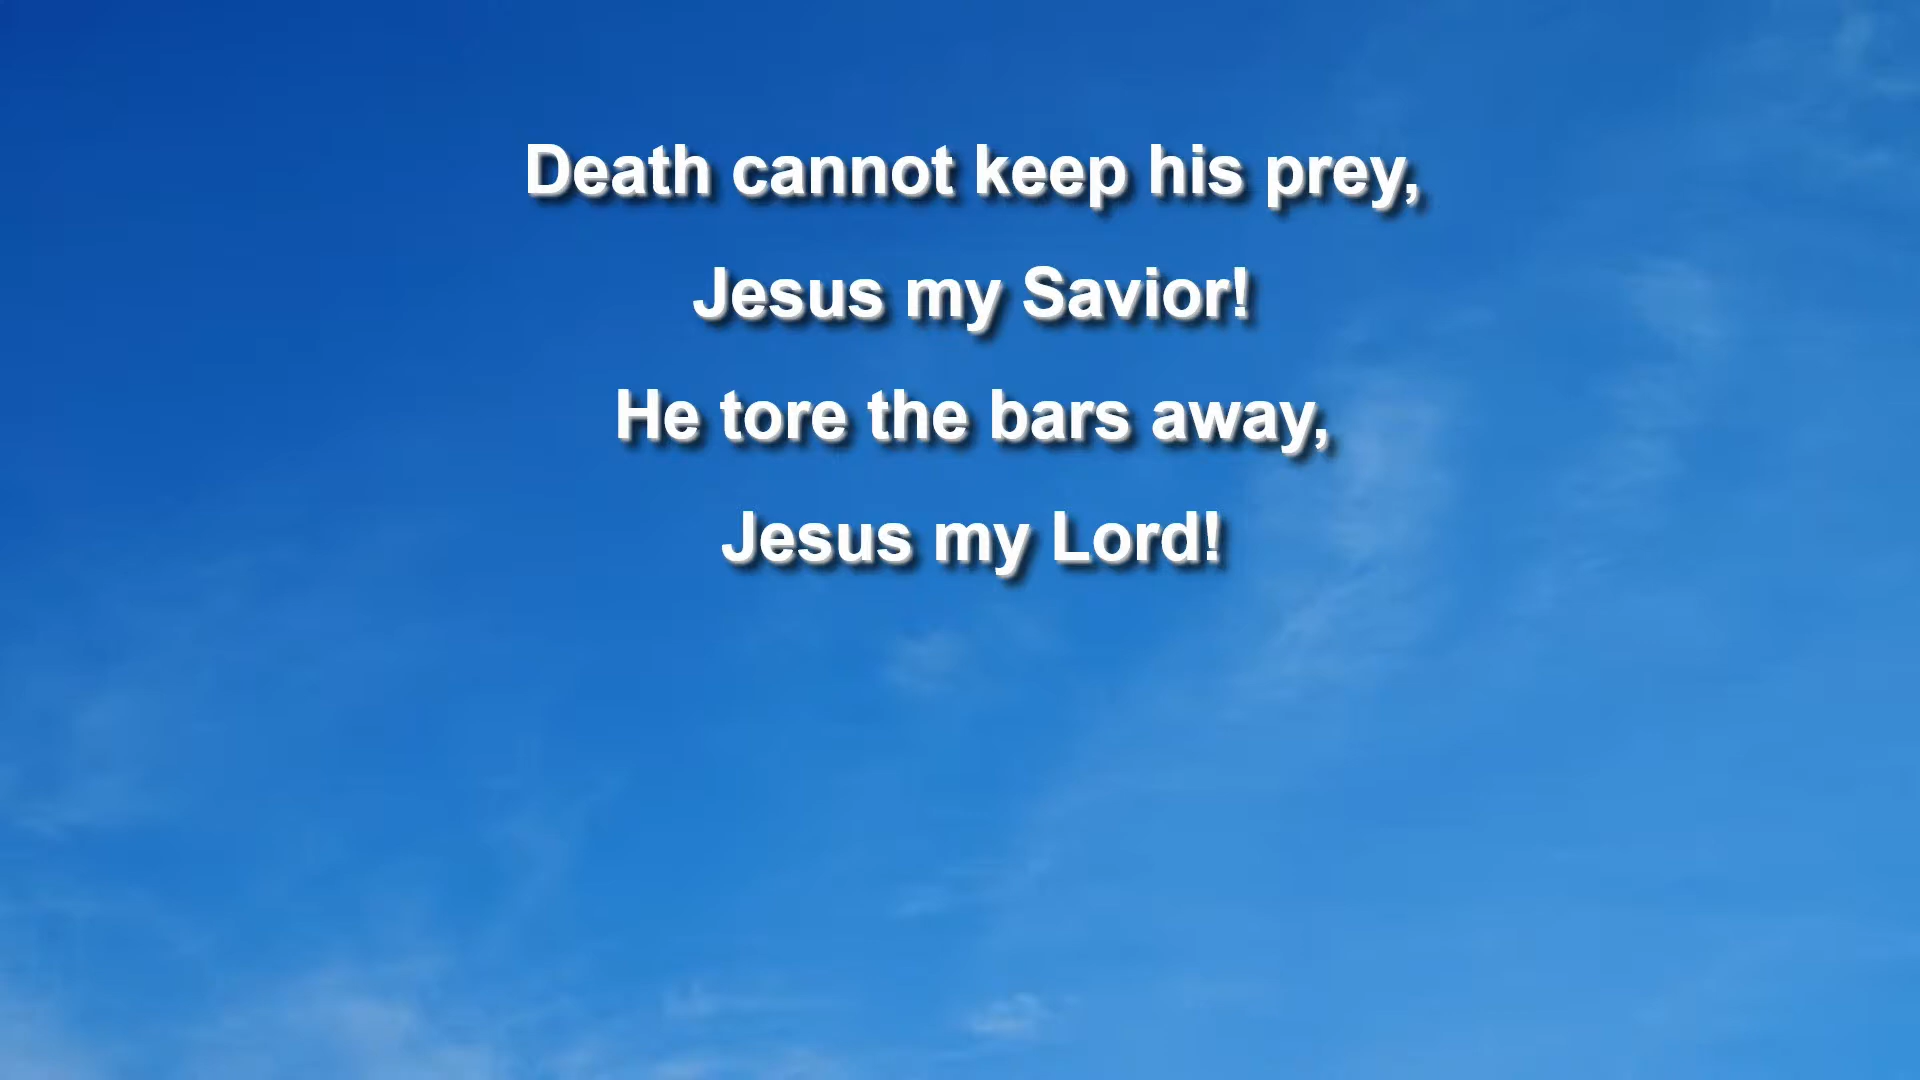 Death cannot keep his prey,
Jesus my Savior!
He tore the bars away,
Jesus my Lord!